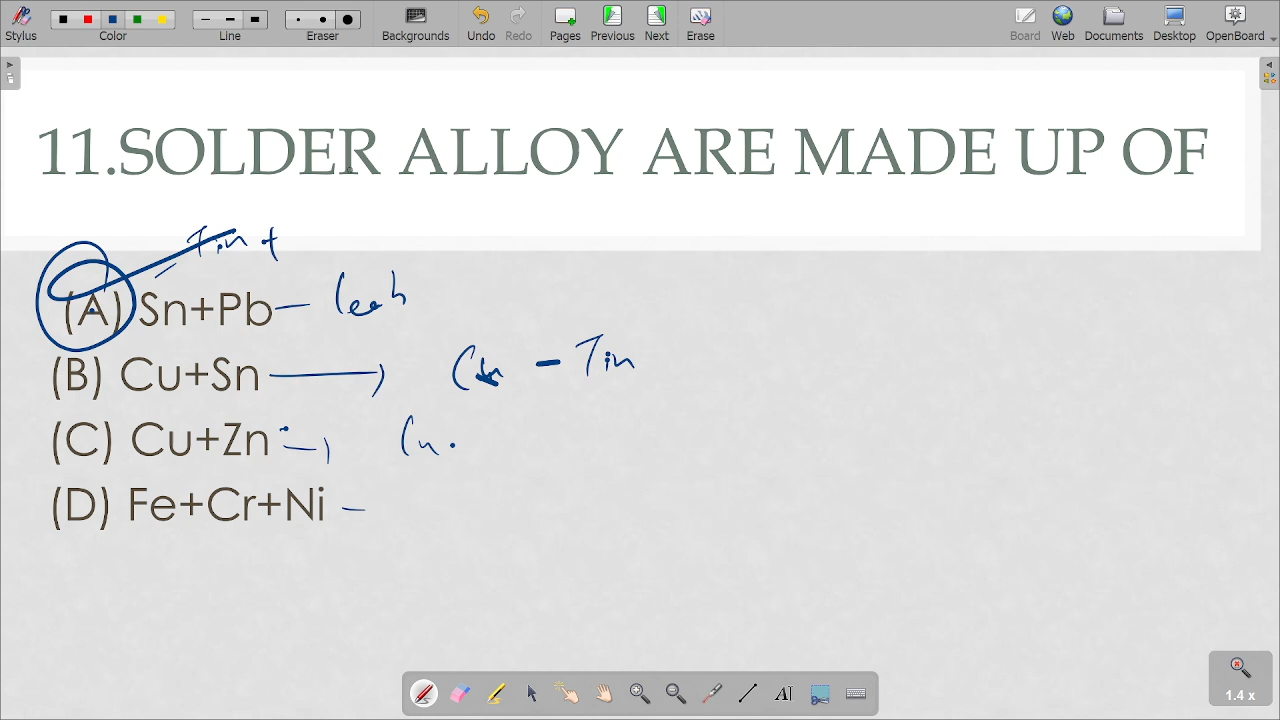 Stylus Color Line Eraser Backgrounds Undo Redo Pages Previous Next Erase Board Web Documents Desktop OpenBoard
11.SOLDER ALLOY ARE MADE UP OF
Tin +
(A) Sn+Pb
(B) Cu+Sn - Tin
(C) Cu+Zn
(D) Fe+Cr+Ni
1.4 x